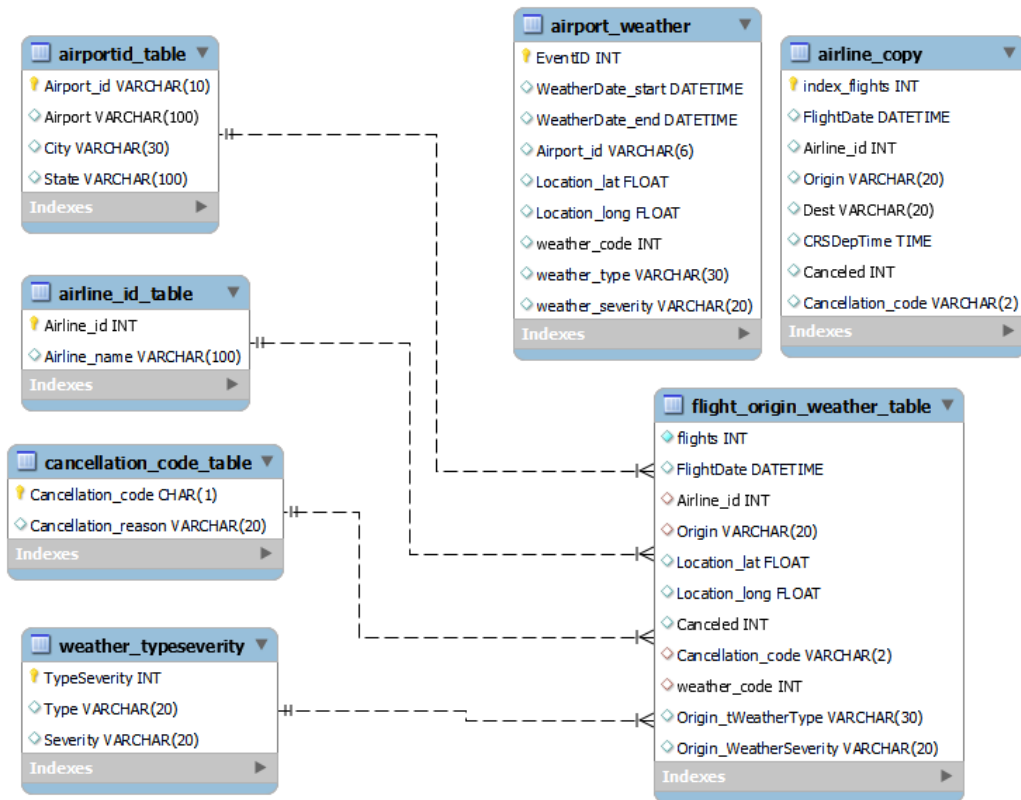 airportid_table
Airport_id VARCHAR(10)
Airport VARCHAR(100)
City VARCHAR(30)
State VARCHAR(100)
Indexes
airport_weather
EventID INT
WeatherDate_start DATETIME
WeatherDate_end DATETIME
Airport_id VARCHAR(6)
Location_lat FLOAT
Location_long FLOAT
weather_code INT
weather_type VARCHAR(30)
weather_severity VARCHAR(20)
Indexes
airline_copy
index_flights INT
FlightDate DATETIME
Airline_id INT
Origin VARCHAR(20)
Dest VARCHAR(20)
CRSDepTime TIME
Canceled INT
Cancellation_code VARCHAR(2)
Indexes
airline_id_table
Airline_id INT
Airline_name VARCHAR(100)
Indexes
cancellation_code_table
Cancellation_code CHAR(1)
Cancellation_reason VARCHAR(20)
Indexes
weather_typeseverity
TypeSeverity INT
Type VARCHAR(20)
Severity VARCHAR(20)
Indexes
flight_origin_weather_table
flights INT
FlightDate DATETIME
Airline_id INT
Origin VARCHAR(20)
Location_lat FLOAT
Location_long FLOAT
Canceled INT
Cancellation_code VARCHAR(2)
weather_code INT
Origin_tWeatherType VARCHAR(30)
Origin_WeatherSeverity VARCHAR(20)
Indexes